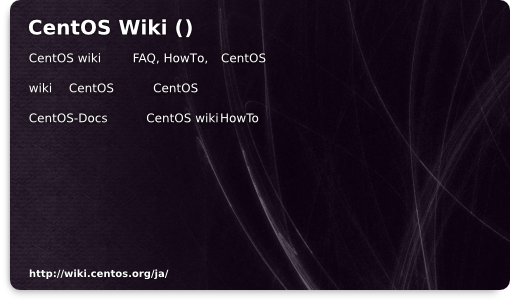 CentOS Wiki ()
CentOS wiki FAQ, HowTo, CentOS
wiki CentOS CentOS
CentOS-Docs CentOS wiki HowTo
http://wiki.centos.org/ja/